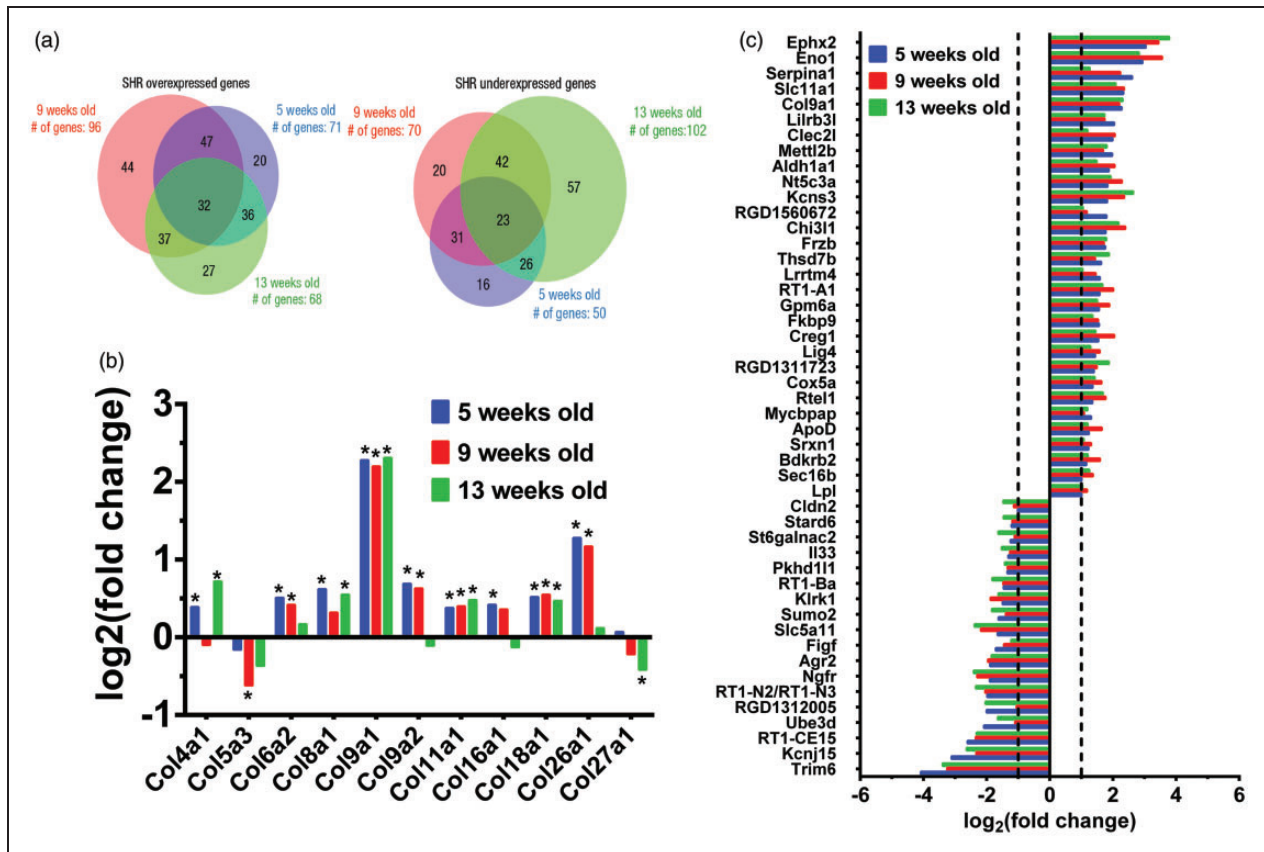 (a)
SHR overexpressed genes
9 weeks old
# of genes: 96
5 weeks old
# of genes: 71
47
44
20
32
36
37
27
13 weeks old
# of genes: 68
SHR underexpressed genes
9 weeks old
# of genes: 70
13 weeks old
# of genes:102
20
42
57
23
31
26
16
5 weeks old
# of genes: 50
(b)
log2(fold change)
3
2
1
0
-1
5 weeks old
9 weeks old
13 weeks old
* * * * * * * * * * * * * * * * * * * * * *
Col4a1
Col5a3
Col6a2
Col8a1
Col9a1
Col9a2
Col11a1
Col16a1
Col18a1
Col26a1
Col27a1
(c)
5 weeks old
9 weeks old
13 weeks old
Ephx2
Eno1
Serpina1
Slc11a1
Col9a1
Lilrb3l
Clec2l
Mettl2b
Aldh1a1
Nt5c3a
Kcns3
RGD1560672
Chi3l1
Frzb
Thsd7b
Lrrtm4
RT1-A1
Gpm6a
Fkbp9
Creg1
Lig4
RGD1311723
Cox5a
Rtel1
Mycbpap
ApoD
Srxn1
Bdkrb2
Sec16b
Lpl
Cldn2
Stard6
St6galnac2
Il33
Pkhd1l1
RT1-Ba
Klrk1
Sumo2
Slc5a11
Figf
Agr2
Ngfr
RT1-N2/RT1-N3
RGD1312005
Ube3d
RT1-CE15
Kcnj15
Trim6
-6 -4 -2 0 2 4 6
log2(fold change)